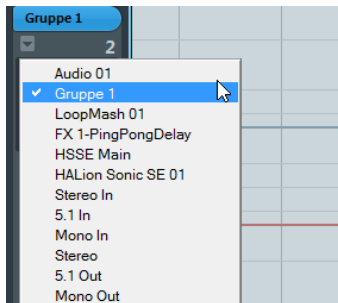 Gruppe 1
2
Audio 01
Gruppe 1
LoopMash 01
FX 1-PingPongDelay
HSSE Main
HALion Sonic SE 01
Stereo In
5.1 In
Mono In
Stereo
5.1 Out
Mono Out